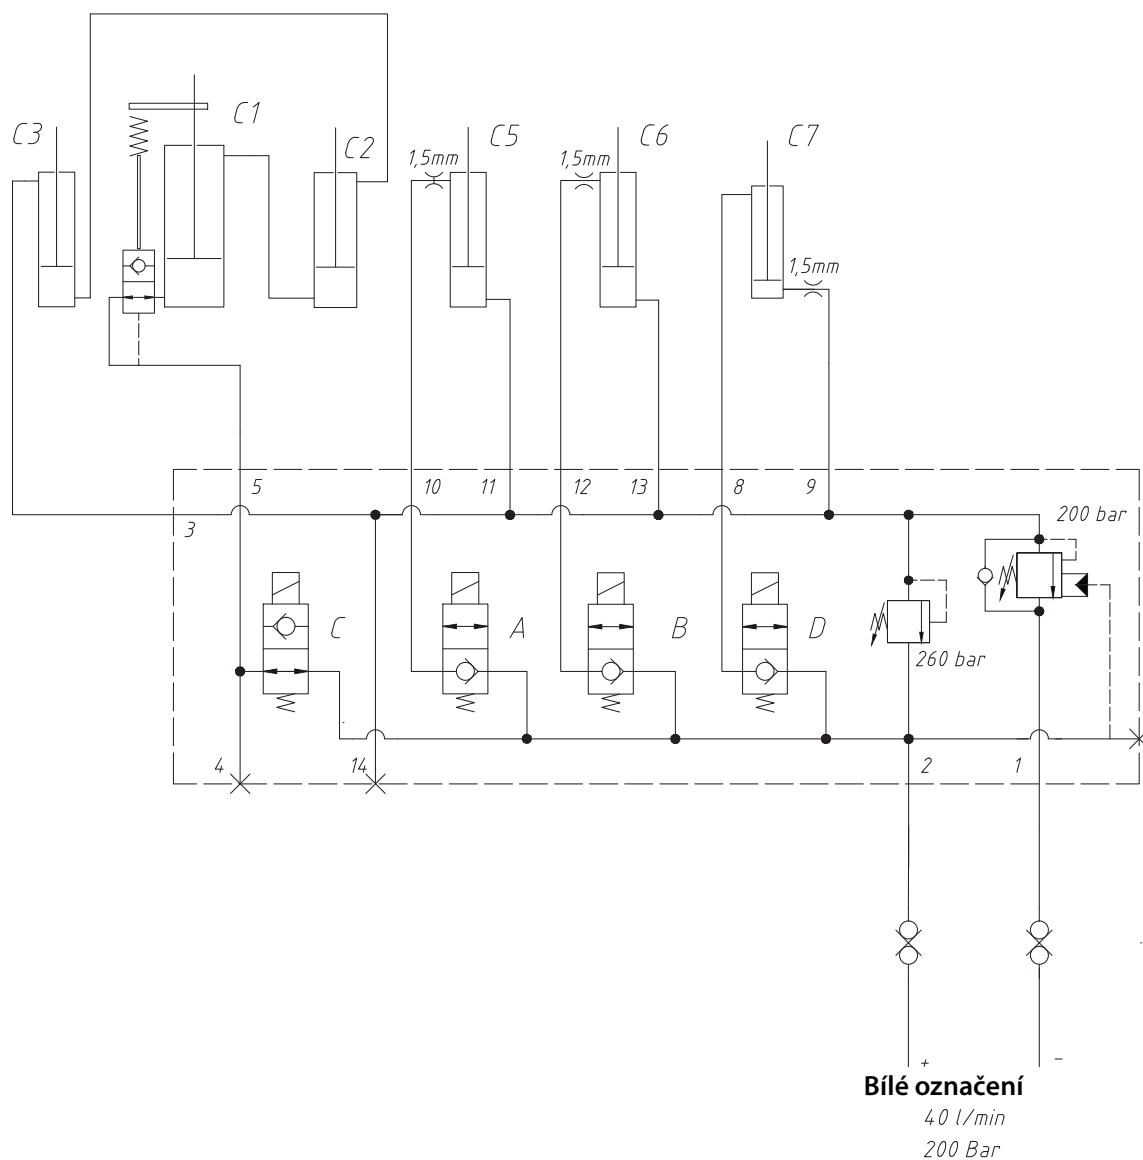 C3
C1
C2
1,5mm
C5
1,5mm
C6
C7
1,5mm
5
10
11
12
13
8
9
3
200 bar
C
A
B
D
260 bar
4
14
2
1
+
–
Bílé označení
40 l/min
200 Bar